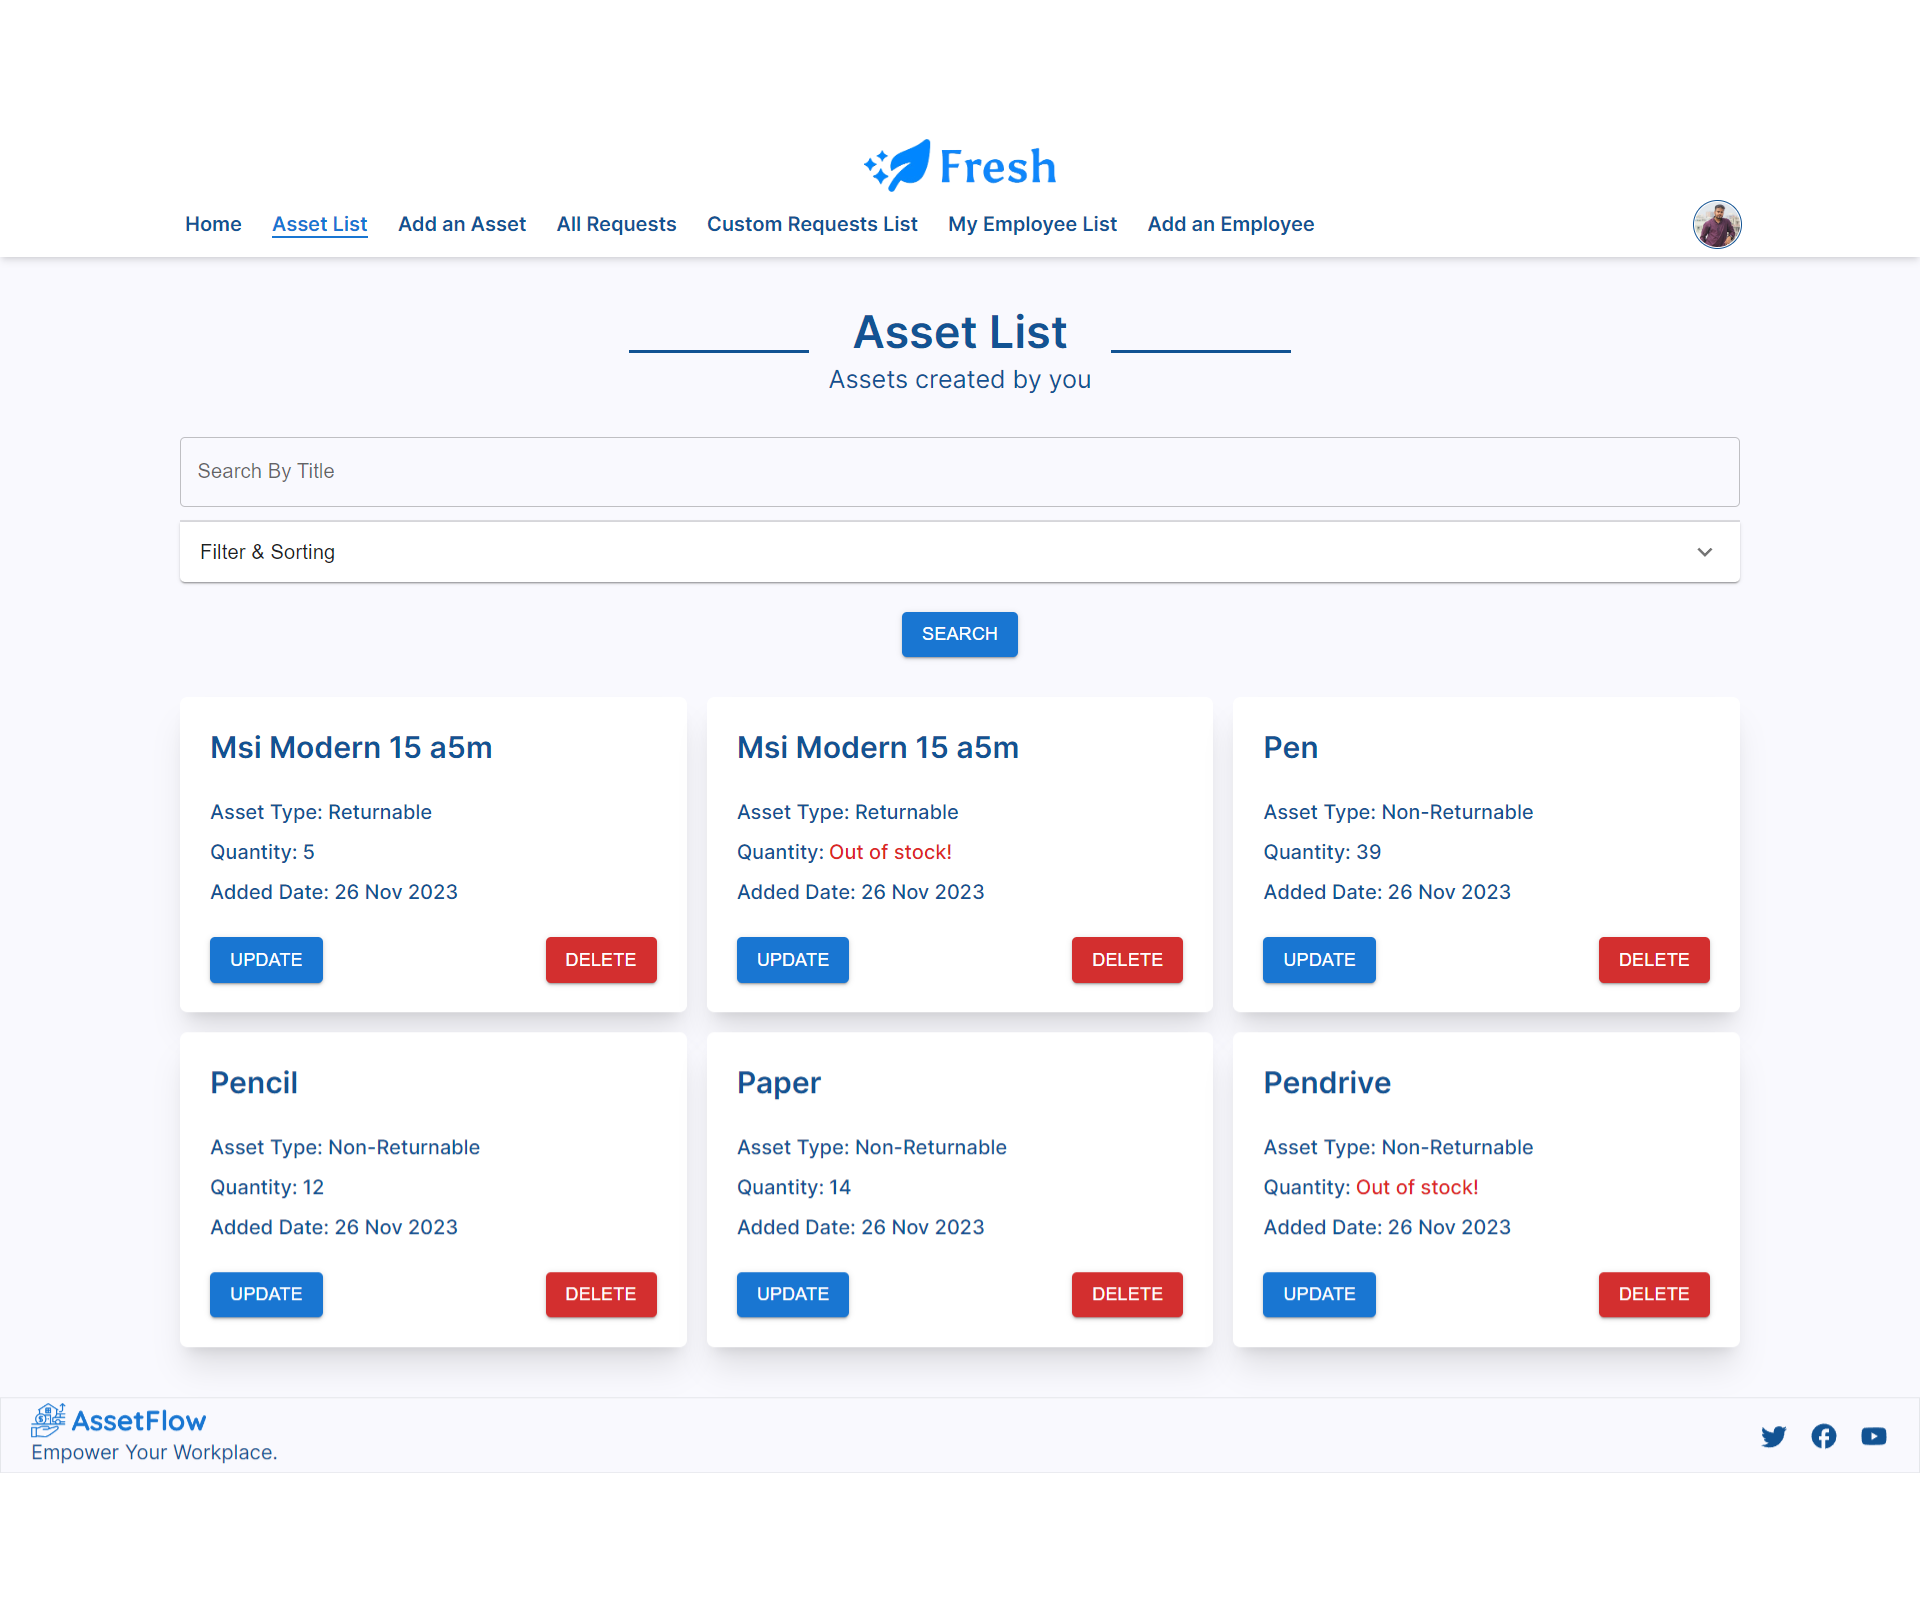 Fresh
Home Asset List Add an Asset All Requests Custom Requests List My Employee List Add an Employee
Asset List
Assets created by you
Search By Title
Filter & Sorting
SEARCH
Msi Modern 15 a5m
Asset Type: Returnable
Quantity: 5
Added Date: 26 Nov 2023
UPDATE DELETE
Msi Modern 15 a5m
Asset Type: Returnable
Quantity: Out of stock!
Added Date: 26 Nov 2023
UPDATE DELETE
Pen
Asset Type: Non-Returnable
Quantity: 39
Added Date: 26 Nov 2023
UPDATE DELETE
Pencil
Asset Type: Non-Returnable
Quantity: 12
Added Date: 26 Nov 2023
UPDATE DELETE
Paper
Asset Type: Non-Returnable
Quantity: 14
Added Date: 26 Nov 2023
UPDATE DELETE
Pendrive
Asset Type: Non-Returnable
Quantity: Out of stock!
Added Date: 26 Nov 2023
UPDATE DELETE
AssetFlow
Empower Your Workplace.